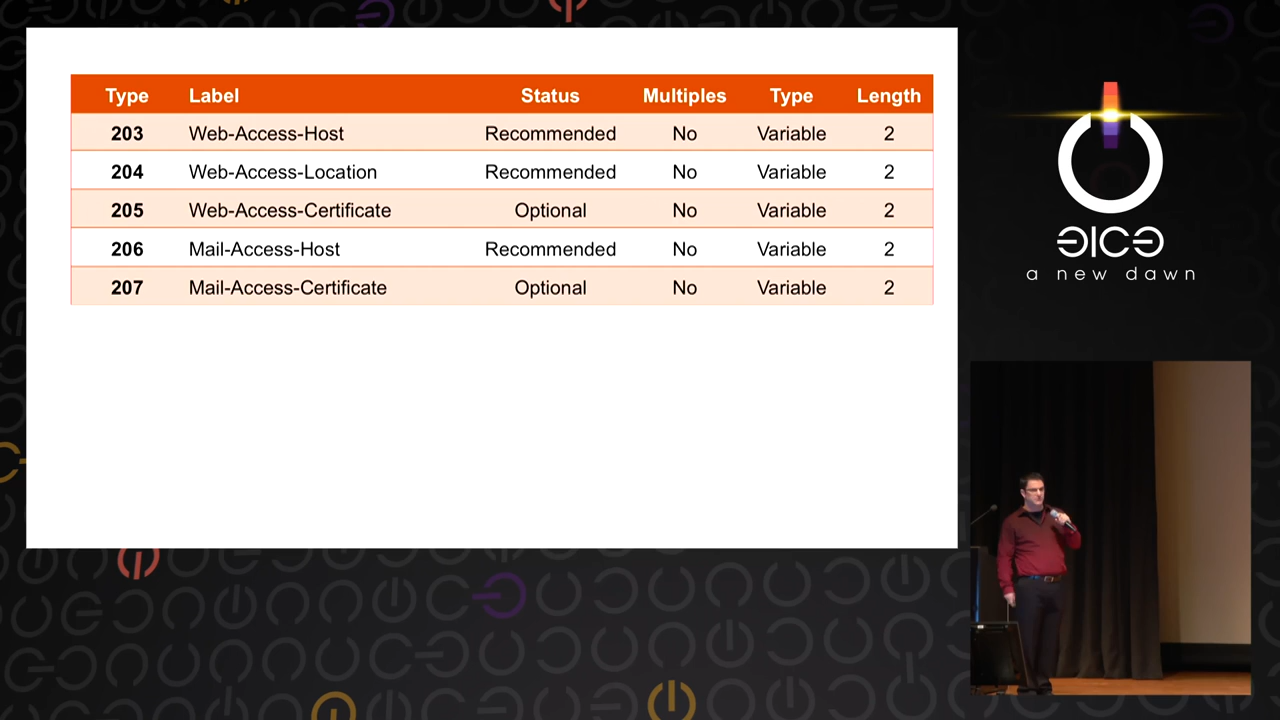 Type Label Status Multiples Type Length
203 Web-Access-Host Recommended No Variable 2
204 Web-Access-Location Recommended No Variable 2
205 Web-Access-Certificate Optional No Variable 2
206 Mail-Access-Host Recommended No Variable 2
207 Mail-Access-Certificate Optional No Variable 2
ӘICӘ
a new dawn